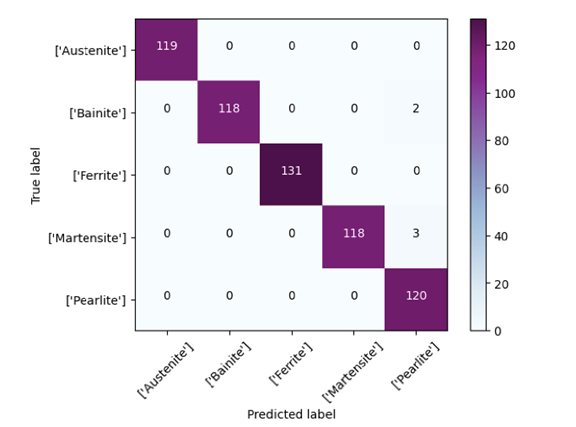 ['Austenite'] 119 0 0 0 0
['Bainite'] 0 118 0 0 2
['Ferrite'] 0 0 131 0 0
['Martensite'] 0 0 0 118 3
['Pearlite'] 0 0 0 0 120
True label
['Austenite'] ['Bainite'] ['Ferrite'] ['Martensite'] ['Pearlite']
Predicted label
120
100
80
60
40
20
0